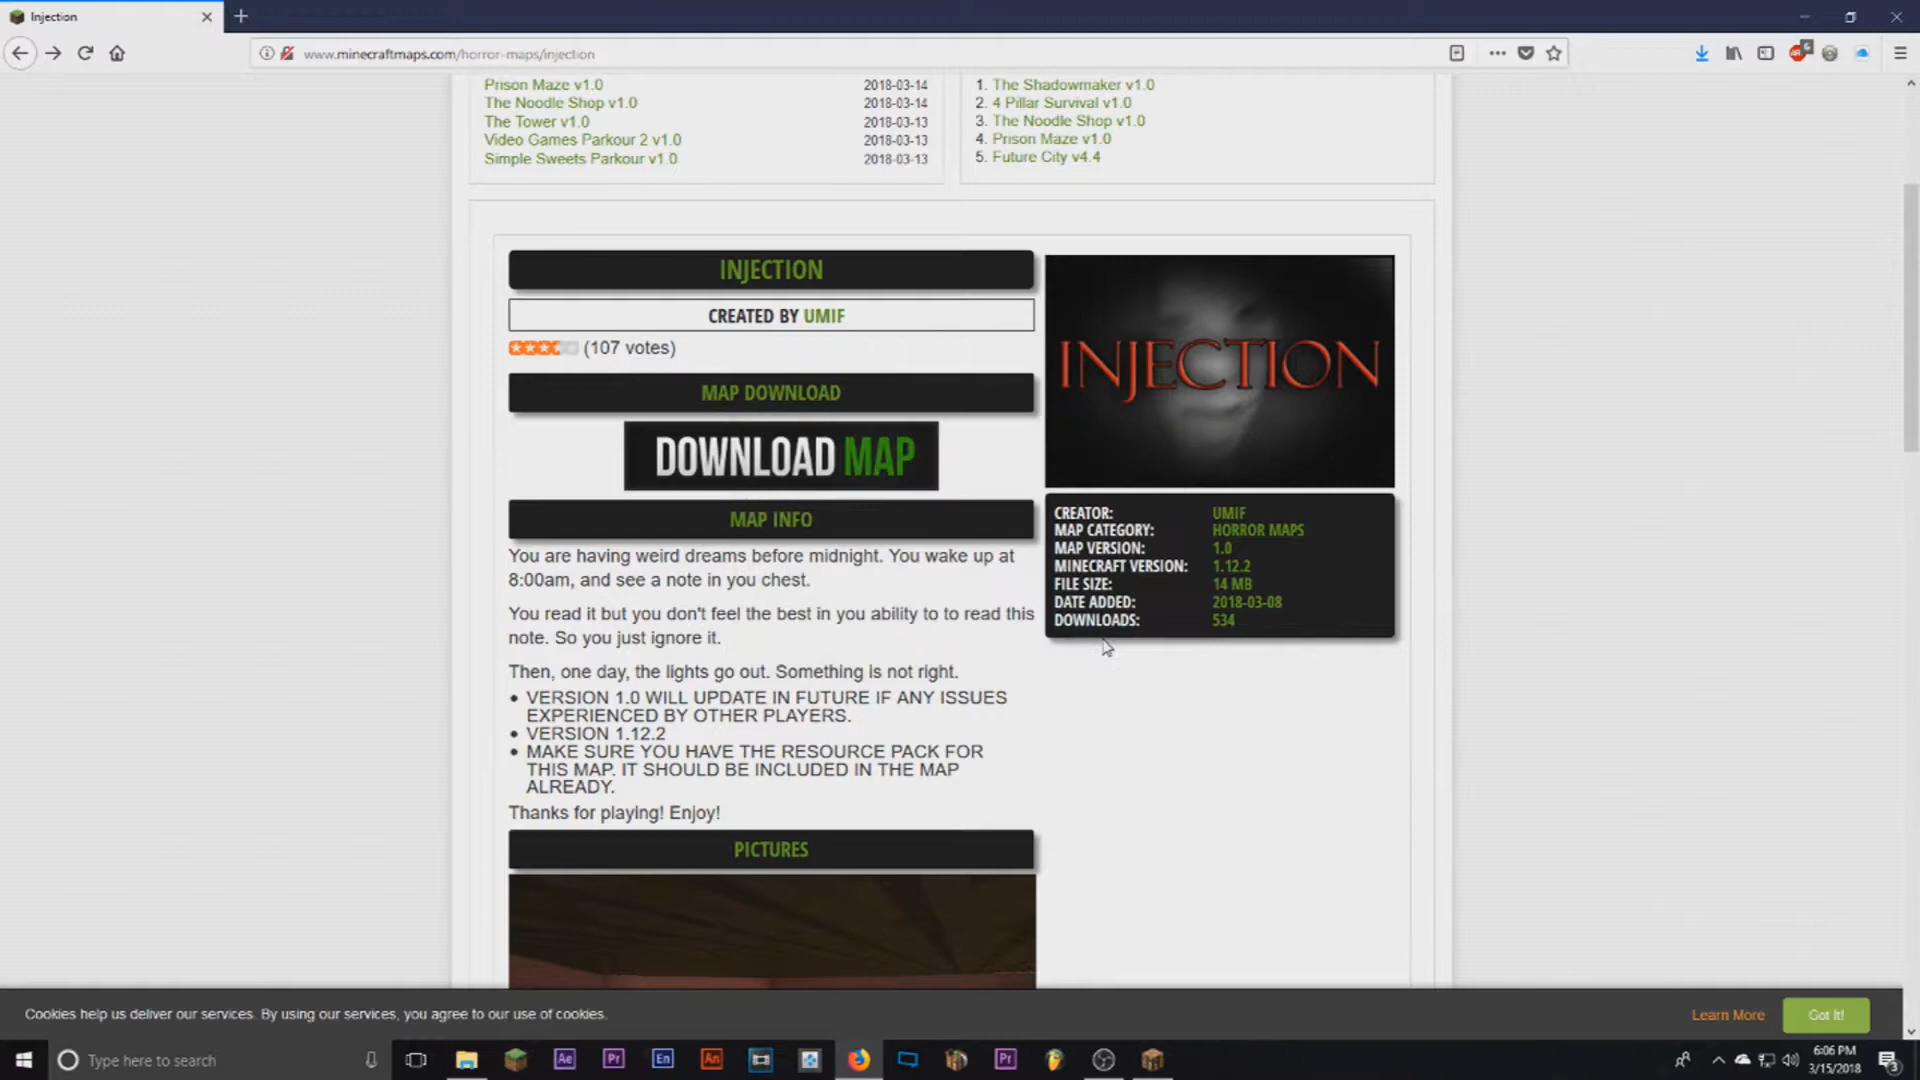 Injection
www.minecraftmaps.com/horror-maps/injection
6
Prison Maze v1.0 2018-03-14
The Noodle Shop v1.0 2018-03-14
The Tower v1.0 2018-03-13
Video Games Parkour 2 v1.0 2018-03-13
Simple Sweets Parkour v1.0 2018-03-13
1. The Shadowmaker v1.0
2. 4 Pillar Survival v1.0
3. The Noodle Shop v1.0
4. Prison Maze v1.0
5. Future City v4.4
INJECTION
CREATED BY UMIF
(107 votes)
MAP DOWNLOAD
DOWNLOAD MAP
MAP INFO
You are having weird dreams before midnight. You wake up at
8:00am, and see a note in you chest.
You read it but you don't feel the best in you ability to to read this
note. So you just ignore it.
Then, one day, the lights go out. Something is not right.
• VERSION 1.0 WILL UPDATE IN FUTURE IF ANY ISSUES
EXPERIENCED BY OTHER PLAYERS.
• VERSION 1.12.2
• MAKE SURE YOU HAVE THE RESOURCE PACK FOR
THIS MAP. IT SHOULD BE INCLUDED IN THE MAP
ALREADY.
Thanks for playing! Enjoy!
PICTURES
INJECTION
CREATOR: UMIF
MAP CATEGORY: HORROR MAPS
MAP VERSION: 1.0
MINECRAFT VERSION: 1.12.2
FILE SIZE: 14 MB
DATE ADDED: 2018-03-08
DOWNLOADS: 534
Cookies help us deliver our services. By using our services, you agree to our use of cookies.
Learn More
Got It!
Type here to search
Ae
Pr
En
An
Pr
6:06 PM
3/15/2018
3